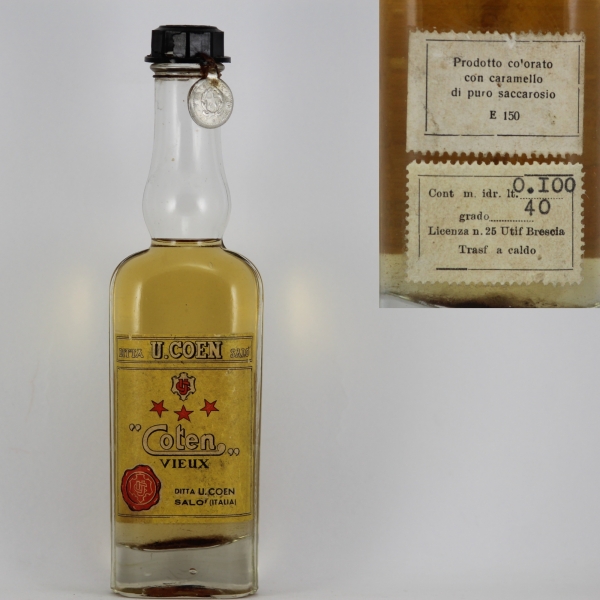 DITTA U.COEN SALO'
"Coten"
VIEUX
DITTA U. COEN
SALO' (ITALIA)
Prodotto colorato
con caramello
di puro saccarosio
E 150
Cont m. idr. lt. 0.100
grado 40
Licenza n. 25 Utif Brescia
Trasf a caldo